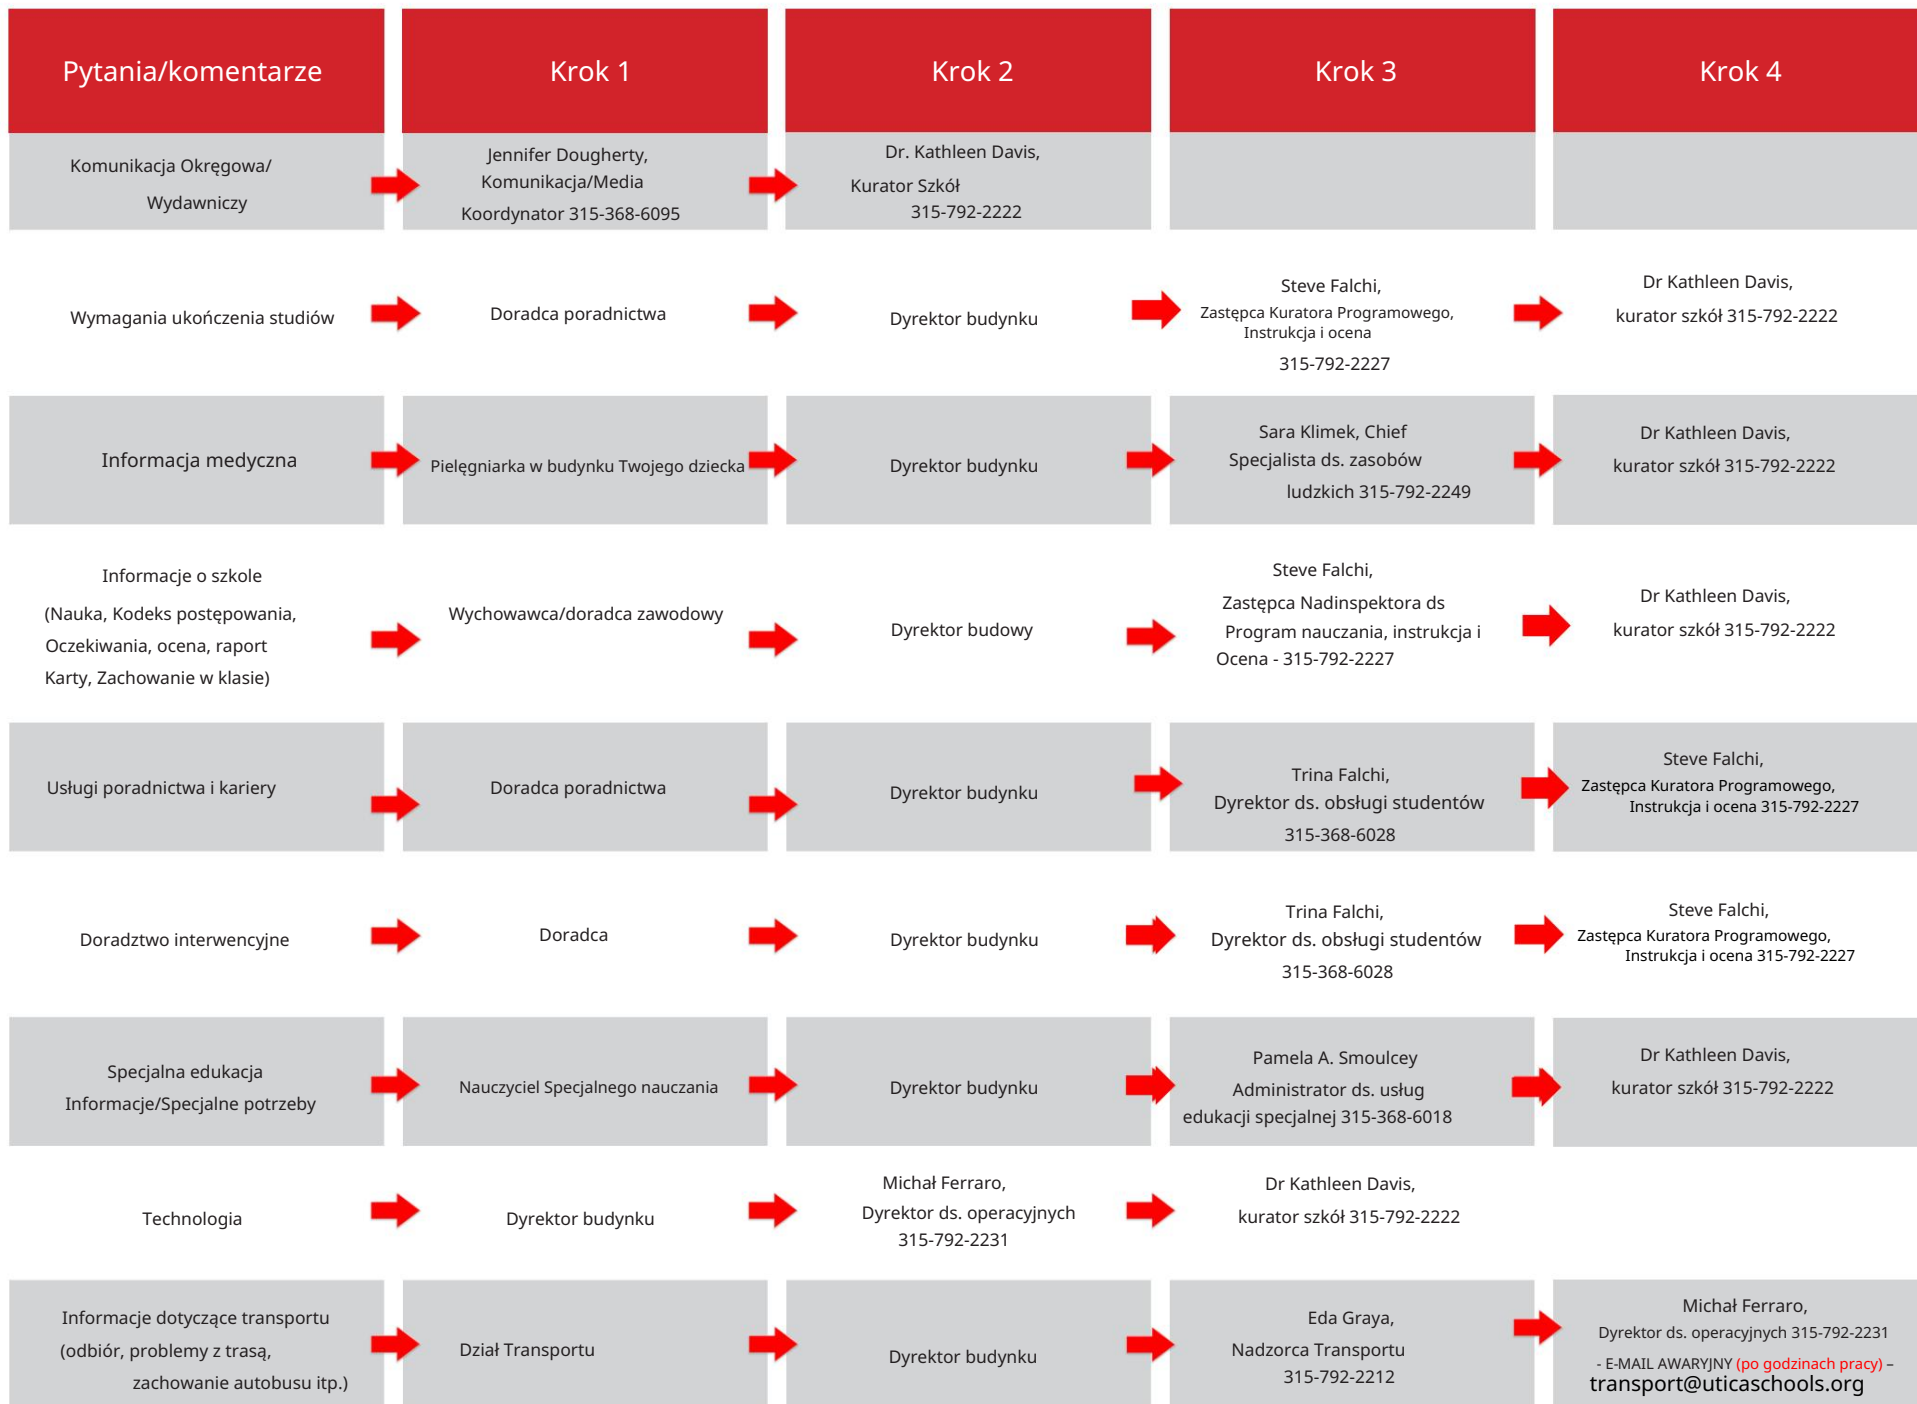 Pytania/komentarze
Krok 1
Krok 2
Krok 3
Krok 4
Komunikacja Okręgowa/
Wydawniczy
Jennifer Dougherty,
Komunikacja/Media
Koordynator 315-368-6095
Dr. Kathleen Davis,
Kurator Szkół
315-792-2222
Wymagania ukończenia studiów
Doradca poradnictwa
Dyrektor budynku
Steve Falchi,
Zastępca Kuratora Programowego,
Instrukcja i ocena
315-792-2227
Dr Kathleen Davis,
kurator szkół 315-792-2222
Informacja medyczna
Pielęgniarka w budynku Twojego dziecka
Dyrektor budynku
Sara Klimek, Chief
Specjalista ds. zasobów
ludzkich 315-792-2249
Dr Kathleen Davis,
kurator szkół 315-792-2222
Informacje o szkole
(Nauka, Kodeks postępowania,
Oczekiwania, ocena, raport
Karty, Zachowanie w klasie)
Wychowawca/doradca zawodowy
Dyrektor budowy
Steve Falchi,
Zastępca Nadinspektora ds
Program nauczania, instrukcja i
Ocena - 315-792-2227
Dr Kathleen Davis,
kurator szkół 315-792-2222
Usługi poradnictwa i kariery
Doradca poradnictwa
Dyrektor budynku
Trina Falchi,
Dyrektor ds. obsługi studentów
315-368-6028
Steve Falchi,
Zastępca Kuratora Programowego,
Instrukcja i ocena 315-792-2227
Doradztwo interwencyjne
Doradca
Dyrektor budynku
Trina Falchi,
Dyrektor ds. obsługi studentów
315-368-6028
Steve Falchi,
Zastępca Kuratora Programowego,
Instrukcja i ocena 315-792-2227
Specjalna edukacja
Informacje/Specjalne potrzeby
Nauczyciel Specjalnego nauczania
Dyrektor budynku
Pamela A. Smoulcey
Administrator ds. usług
edukacji specjalnej 315-368-6018
Dr Kathleen Davis,
kurator szkół 315-792-2222
Technologia
Dyrektor budynku
Michał Ferraro,
Dyrektor ds. operacyjnych
315-792-2231
Dr Kathleen Davis,
kurator szkół 315-792-2222
Informacje dotyczące transportu
(odbiór, problemy z trasą,
zachowanie autobusu itp.)
Dział Transportu
Dyrektor budynku
Eda Graya,
Nadzorca Transportu
315-792-2212
Michał Ferraro,
Dyrektor ds. operacyjnych 315-792-2231
- E-MAIL AWARYJNY (po godzinach pracy) –
transport@uticaschools.org